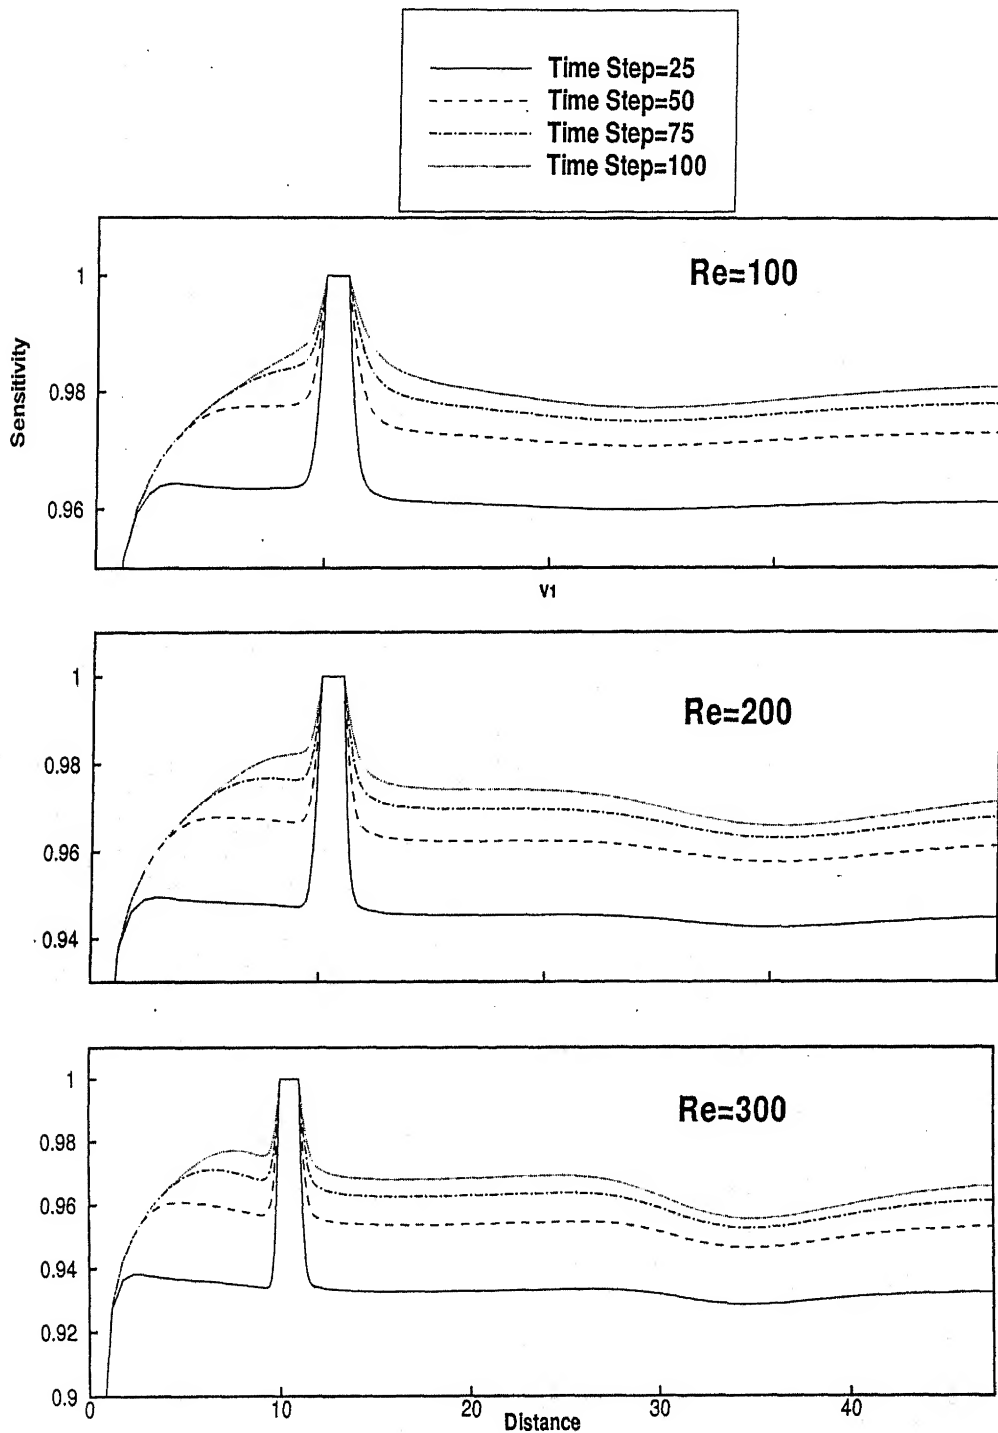 Time Step=25
Time Step=50
Time Step=75
Time Step=100
Re=100
Sensitivity
1
0.98
0.96
V1
Re=200
1
0.98
0.96
0.94
Re=300
1
0.98
0.96
0.94
0.92
0.9
0 10 20 30 40
Distance